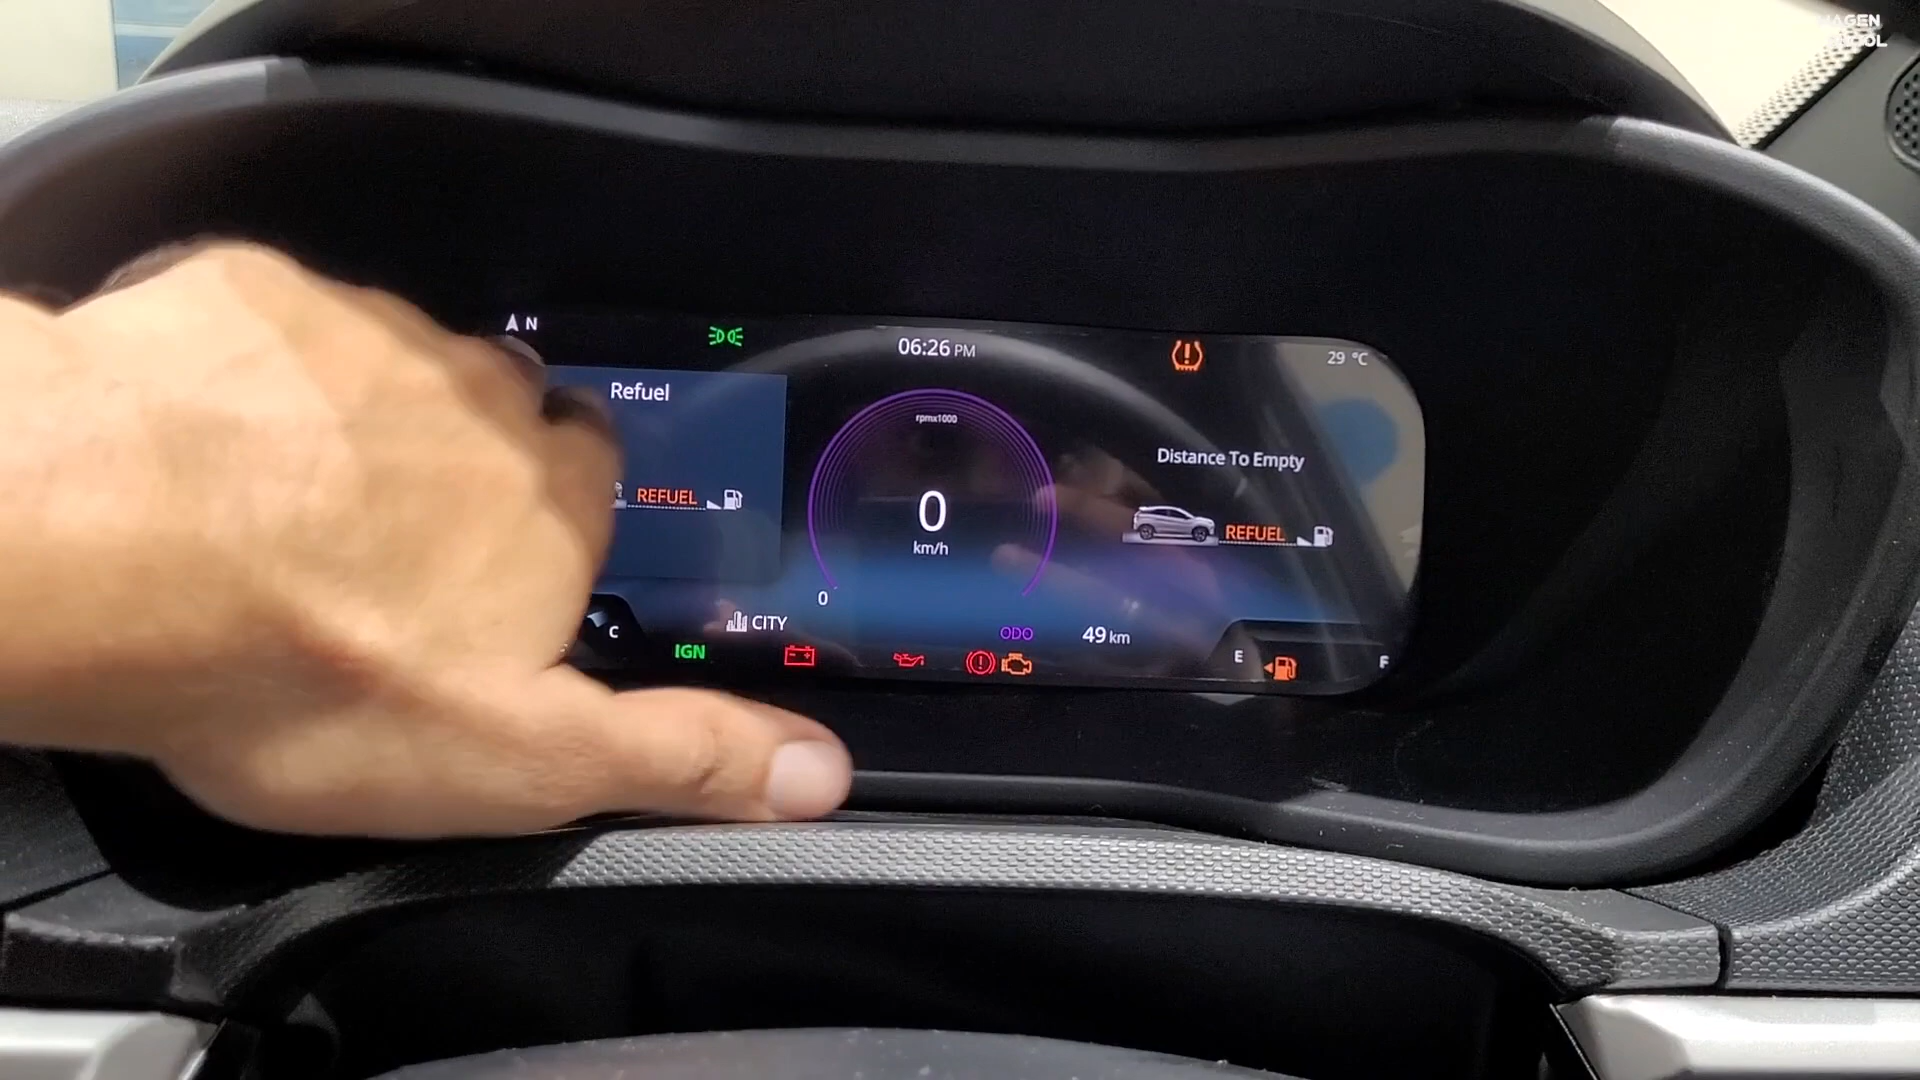 N
06:26 PM
29 °C
Refuel
REFUEL
rpmx1000
0
km/h
0
Distance To Empty
REFUEL
C
CITY
IGN
ODO
49 km
E
F